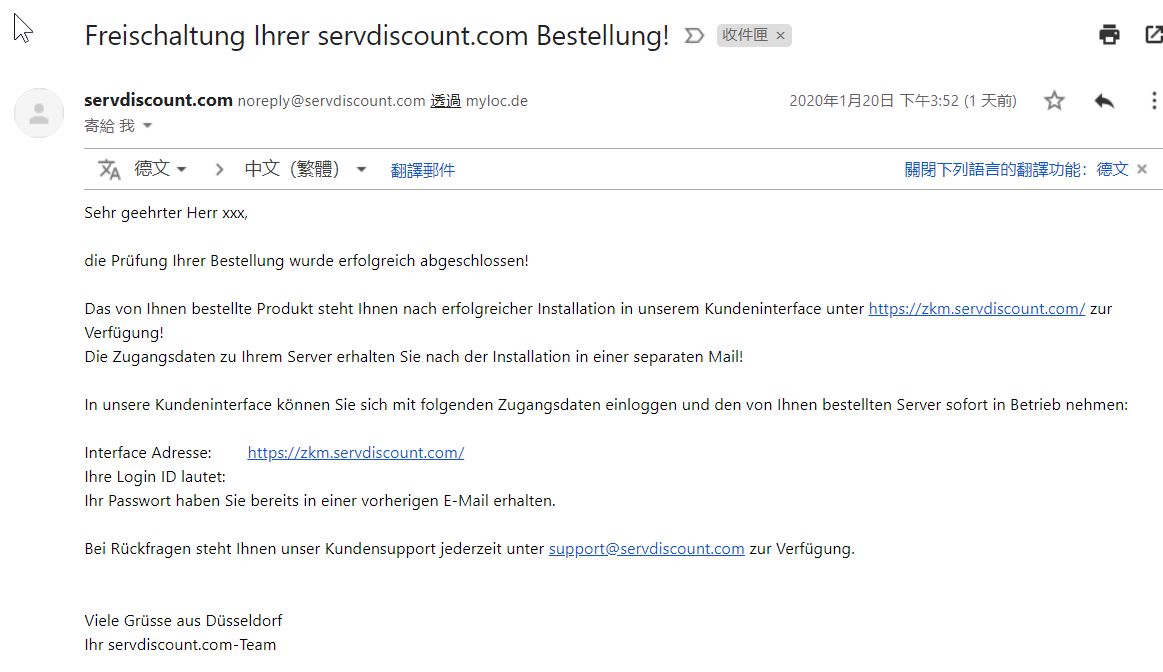 Freischaltung Ihrer servdiscount.com Bestellung!
收件匣 ×
servdiscount.com noreply@servdiscount.com 透過 myloc.de
2020年1月20日 下午3:52 (1 天前)
寄給 我
德文 > 中文（繁體） 翻譯郵件
關閉下列語言的翻譯功能：德文 ×
Sehr geehrter Herr xxx,
die Prüfung Ihrer Bestellung wurde erfolgreich abgeschlossen!
Das von Ihnen bestellte Produkt steht Ihnen nach erfolgreicher Installation in unserem Kundeninterface unter https://zkm.servdiscount.com/ zur
Verfügung!
Die Zugangsdaten zu Ihrem Server erhalten Sie nach der Installation in einer separaten Mail!
In unsere Kundeninterface können Sie sich mit folgenden Zugangsdaten einloggen und den von Ihnen bestellten Server sofort in Betrieb nehmen:
Interface Adresse: https://zkm.servdiscount.com/
Ihre Login ID lautet:
Ihr Passwort haben Sie bereits in einer vorherigen E-Mail erhalten.
Bei Rückfragen steht Ihnen unser Kundensupport jederzeit unter support@servdiscount.com zur Verfügung.
Viele Grüsse aus Düsseldorf
Ihr servdiscount.com-Team